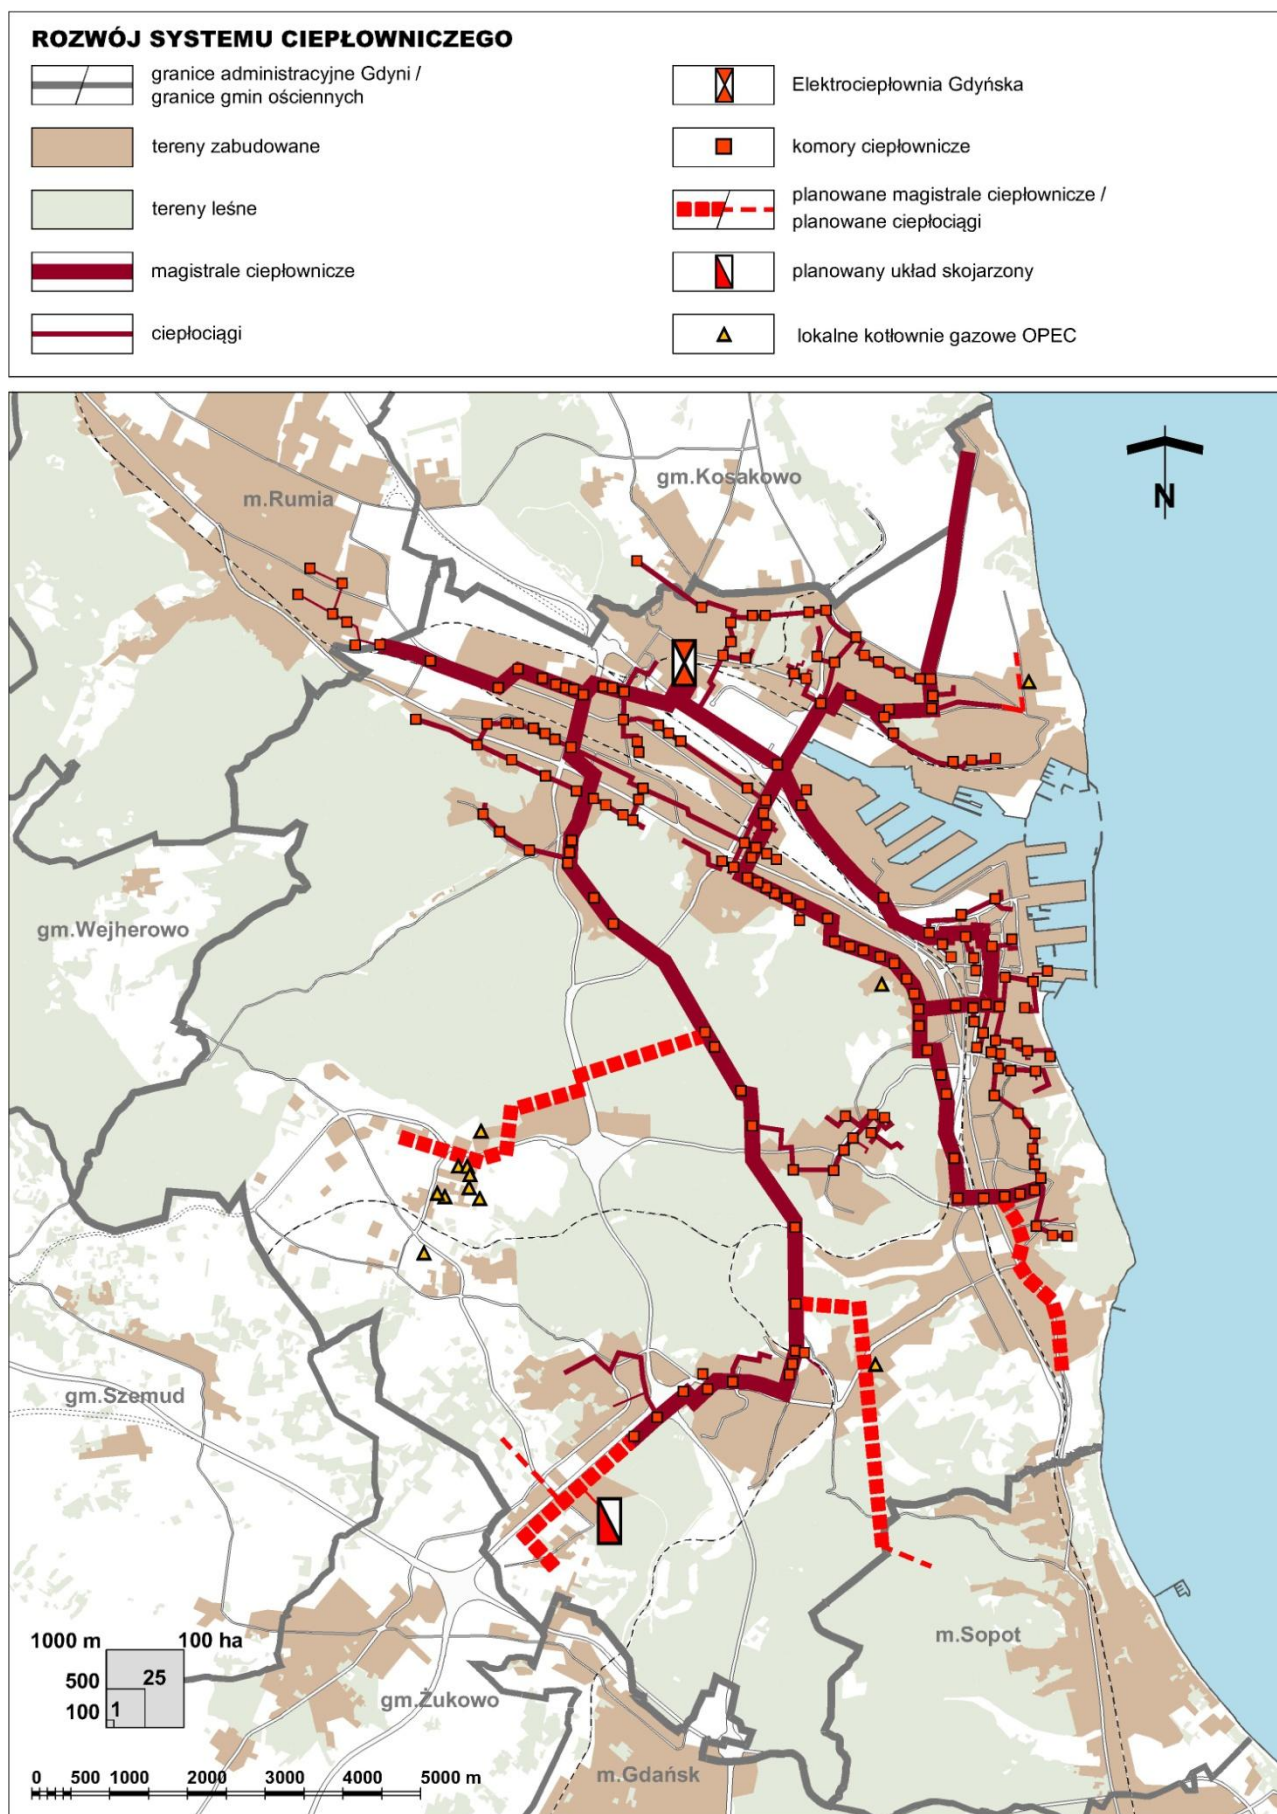 ROZWÓJ SYSTEMU CIEPŁOWNICZEGO
granice administracyjne Gdyni /
granice gmin ościennych
tereny zabudowane
tereny leśne
magistrale ciepłownicze
ciepłociągi
Elektrociepłownia Gdyńska
komory ciepłownicze
planowane magistrale ciepłownicze /
planowane ciepłociągi
planowany układ skojarzony
lokalne kotłownie gazowe OPEC
gm.Kosakowo
m.Rumia
N
gm.Wejherowo
gm.Szemud
m.Sopot
gm.Żukowo
m.Gdańsk
1000 m 100 ha
500 25
100 1
0 500 1000 2000 3000 4000 5000 m